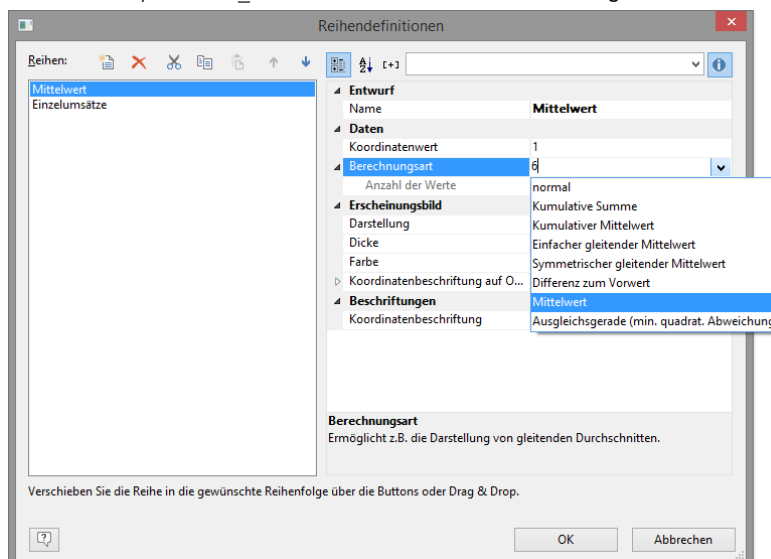 Reihendefinitionen
Reihen:
Mittelwert
Einzelumsätze
Entwurf
Name Mittelwert
Daten
Koordinatenwert 1
Berechnungsart 6
Anzahl der Werte
Erscheinungsbild
Darstellung
Dicke
Farbe
Koordinatenbeschriftung auf O...
Beschriftungen
Koordinatenbeschriftung
normal
Kumulative Summe
Kumulativer Mittelwert
Einfacher gleitender Mittelwert
Symmetrischer gleitender Mittelwert
Differenz zum Vorwert
Mittelwert
Ausgleichsgerade (min. quadrat. Abweichung
Berechnungsart
Ermöglicht z.B. die Darstellung von gleitenden Durchschnitten.
Verschieben Sie die Reihe in die gewünschte Reihenfolge über die Buttons oder Drag & Drop.
OK Abbrechen